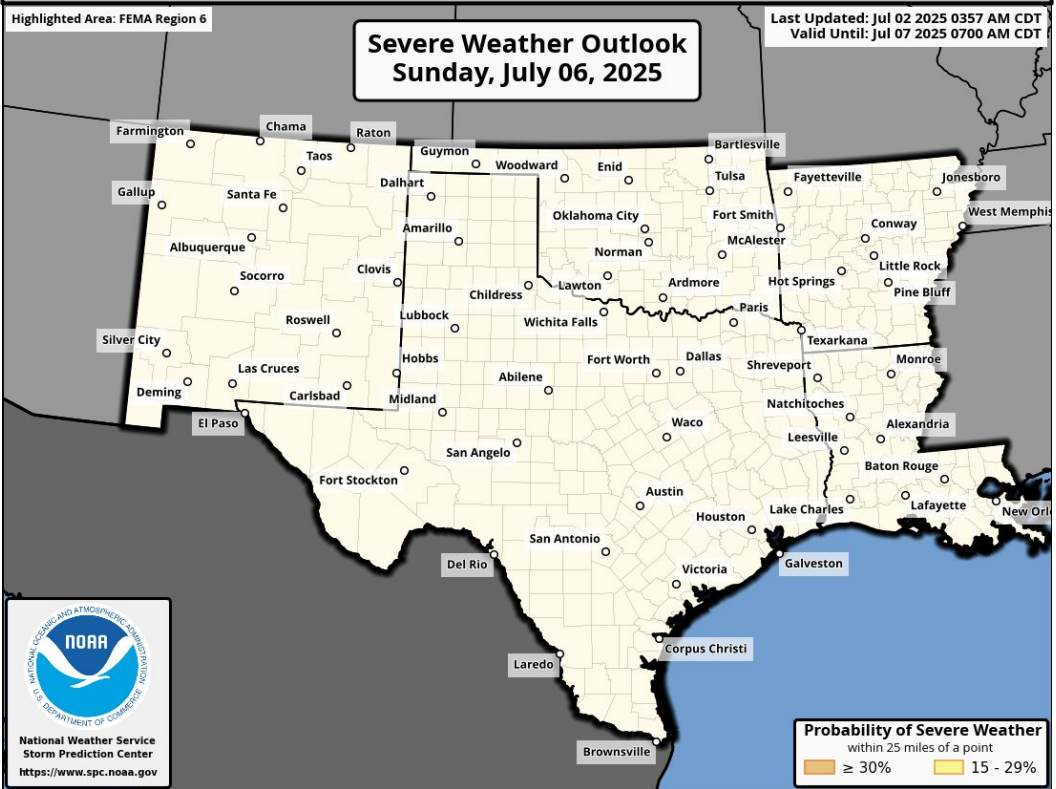 Highlighted Area: FEMA Region 6
Severe Weather Outlook
Sunday, July 06, 2025
Last Updated: Jul 02 2025 0357 AM CDT
Valid Until: Jul 07 2025 0700 AM CDT
Farmington
Chama
Raton
Taos
Guymon
Woodward
Enid
Bartlesville
Tulsa
Fayetteville
Jonesboro
Gallup
Santa Fe
Dalhart
Oklahoma City
Fort Smith
West Memphis
Albuquerque
Amarillo
Norman
McAlester
Conway
Socorro
Clovis
Childress
Lawton
Ardmore
Hot Springs
Little Rock
Pine Bluff
Roswell
Lubbock
Wichita Falls
Paris
Texarkana
Silver City
Hobbs
Fort Worth
Dallas
Shreveport
Monroe
Deming
Las Cruces
Carlsbad
Midland
Abilene
Natchitoches
El Paso
San Angelo
Waco
Leesville
Alexandria
Fort Stockton
Austin
Houston
Lake Charles
Baton Rouge
Lafayette
New Orl
Del Rio
San Antonio
Victoria
Galveston
Laredo
Corpus Christi
Brownsville
NATIONAL OCEANIC AND ATMOSPHERIC ADMINISTRATION
NOAA
U.S. DEPARTMENT OF COMMERCE
National Weather Service
Storm Prediction Center
https://www.spc.noaa.gov
Probability of Severe Weather
within 25 miles of a point
≥ 30%
15 - 29%